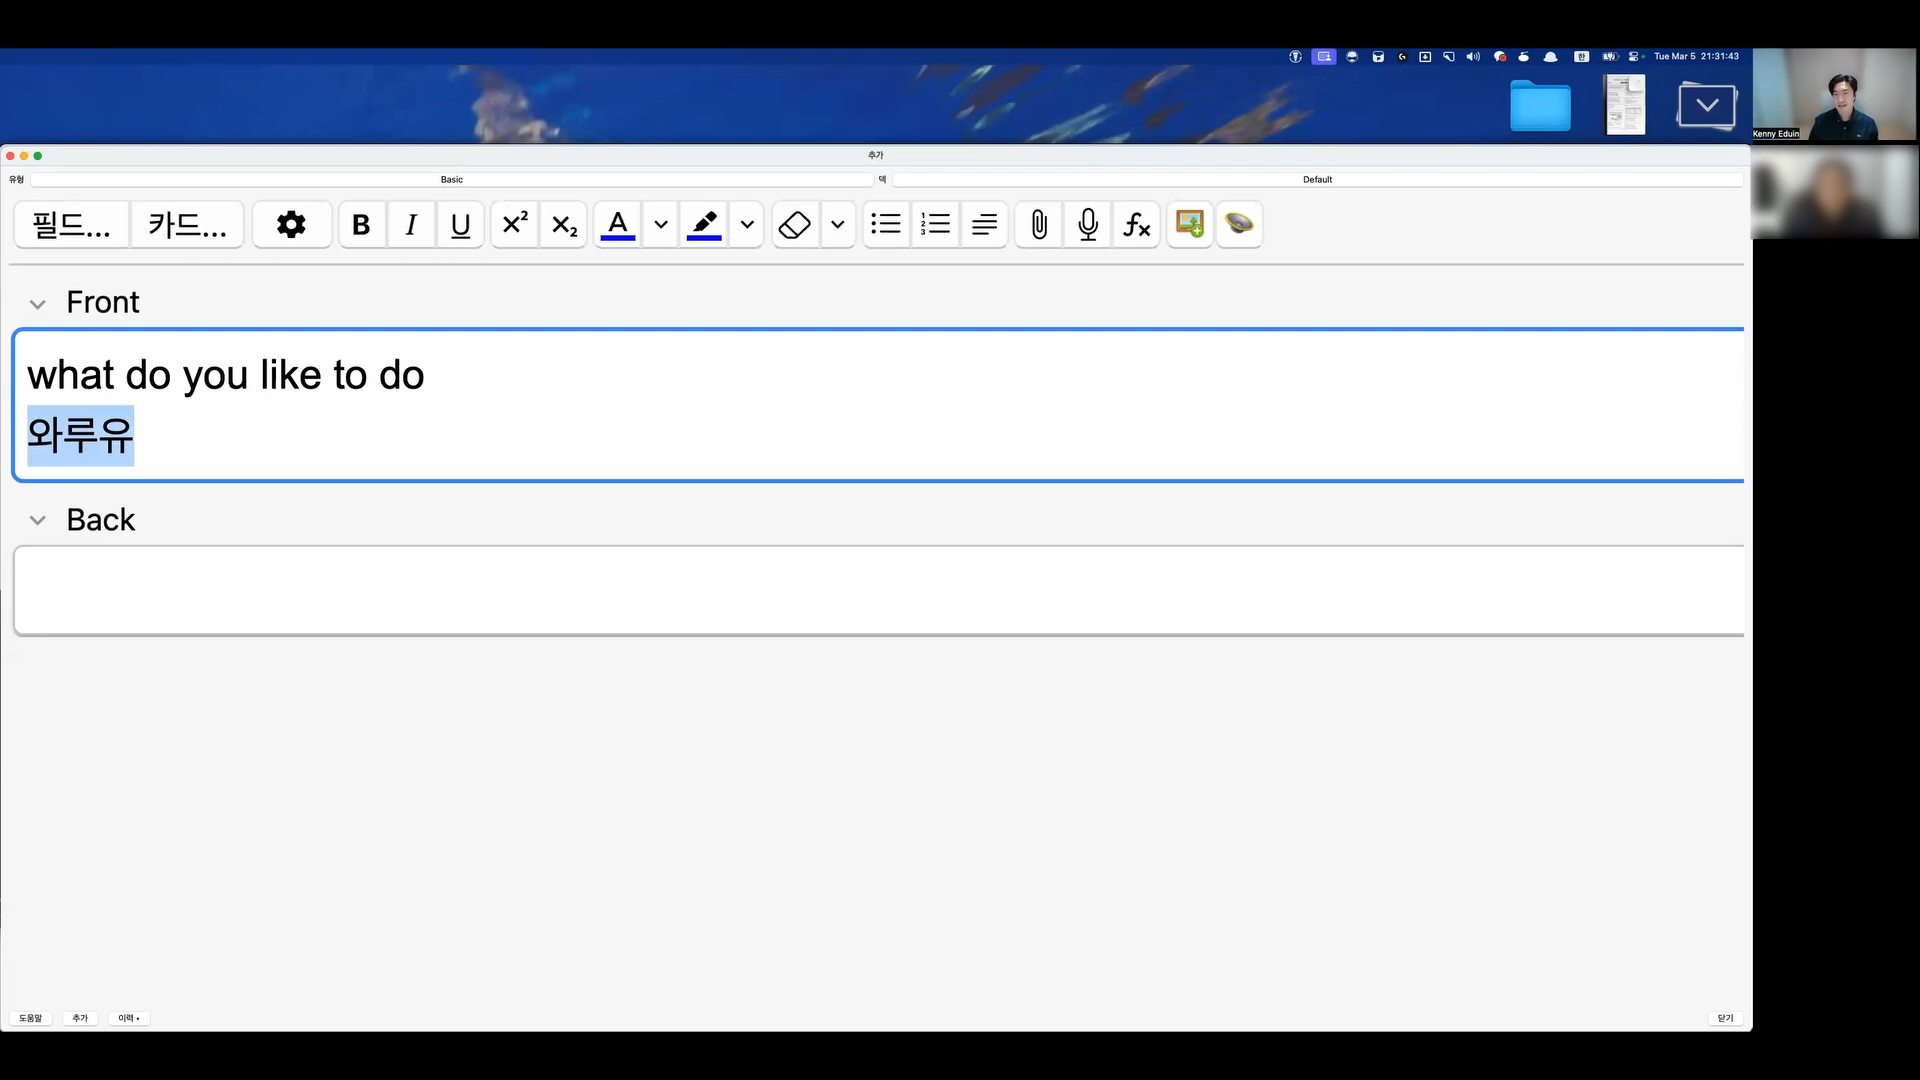 Tue Mar 5 21:31:43
Kenny Eduin
추가
유형 Basic 덱 Default
필드... 카드...
Front
what do you like to do
와루유
Back
도움말 추가 이력
닫기